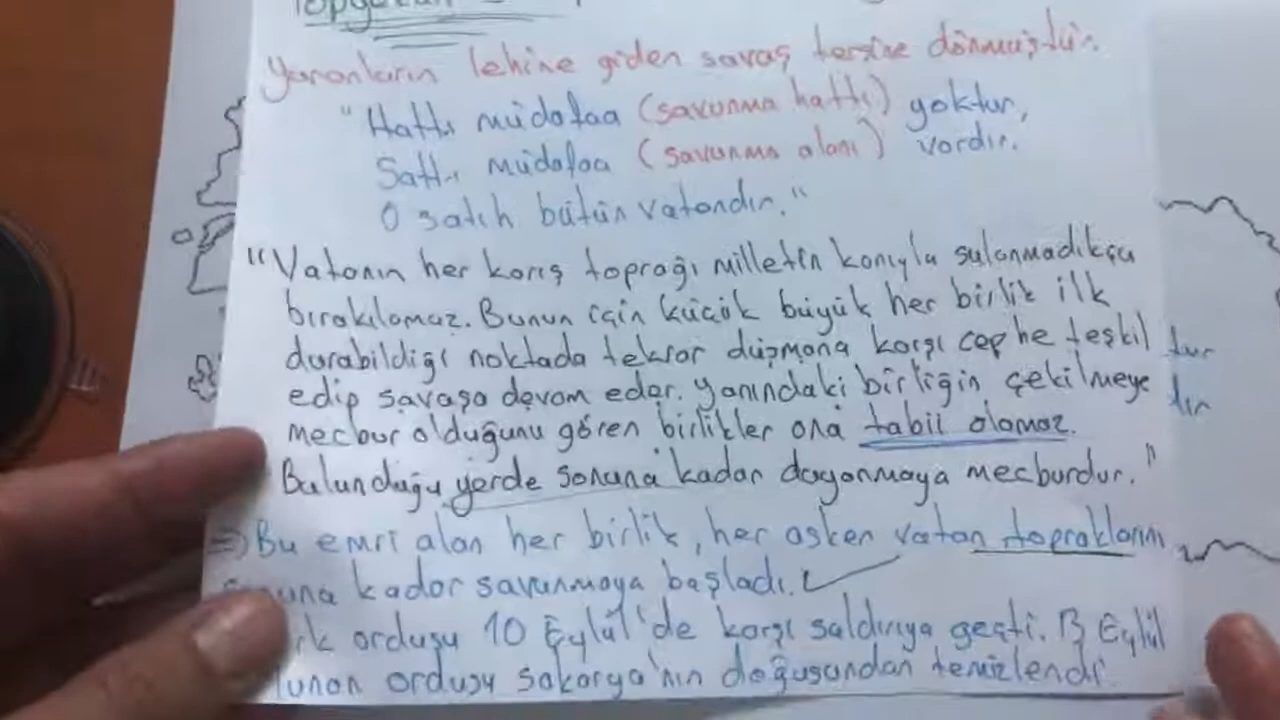 Yunanların lehine giden savaş tersine dönmüştür.
"Hattı müdafaa (savunma hattı) yoktur,
Sathı müdafaa (savunma alanı) vardır.
O satıh bütün vatandır."
"Vatanın her karış toprağı milletin kanıyla sulanmadıkça
bırakılamaz. Bunun için küçük büyük her birlik ilk
durabildiği noktada tekrar düşmana karşı cephe teşkil
edip savaşa devam eder. Yanındaki birliğin çekilmeye
mecbur olduğunu gören birlikler ona tabii olamaz.
Bulunduğu yerde sonuna kadar dayanmaya mecburdur."
⇒ Bu emri alan her birlik, her asker vatan topraklarını
kadar savunmaya başladı.
ordusu 10 Eylül'de karşı saldırıya geçti. 13 Eylül
ordusu Sakarya'nın doğusundan temizlendi.